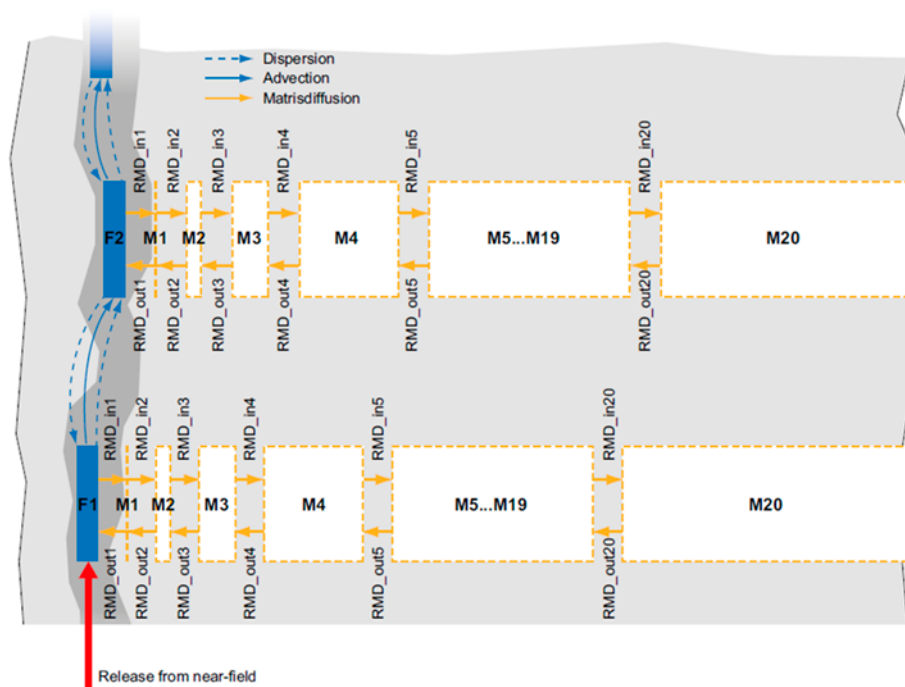 Dispersion
Advection
Matrisdiffusion
RMD_in1
RMD_in2
RMD_in3
RMD_in4
RMD_in5
RMD_in20
F2
M1
M2
M3
M4
M5...M19
M20
RMD_out1
RMD_out2
RMD_out3
RMD_out4
RMD_out5
RMD_out20
RMD_in1
RMD_in2
RMD_in3
RMD_in4
RMD_in5
RMD_in20
F1
M1
M2
M3
M4
M5...M19
M20
RMD_out1
RMD_out2
RMD_out3
RMD_out4
RMD_out5
RMD_out20
Release from near-field